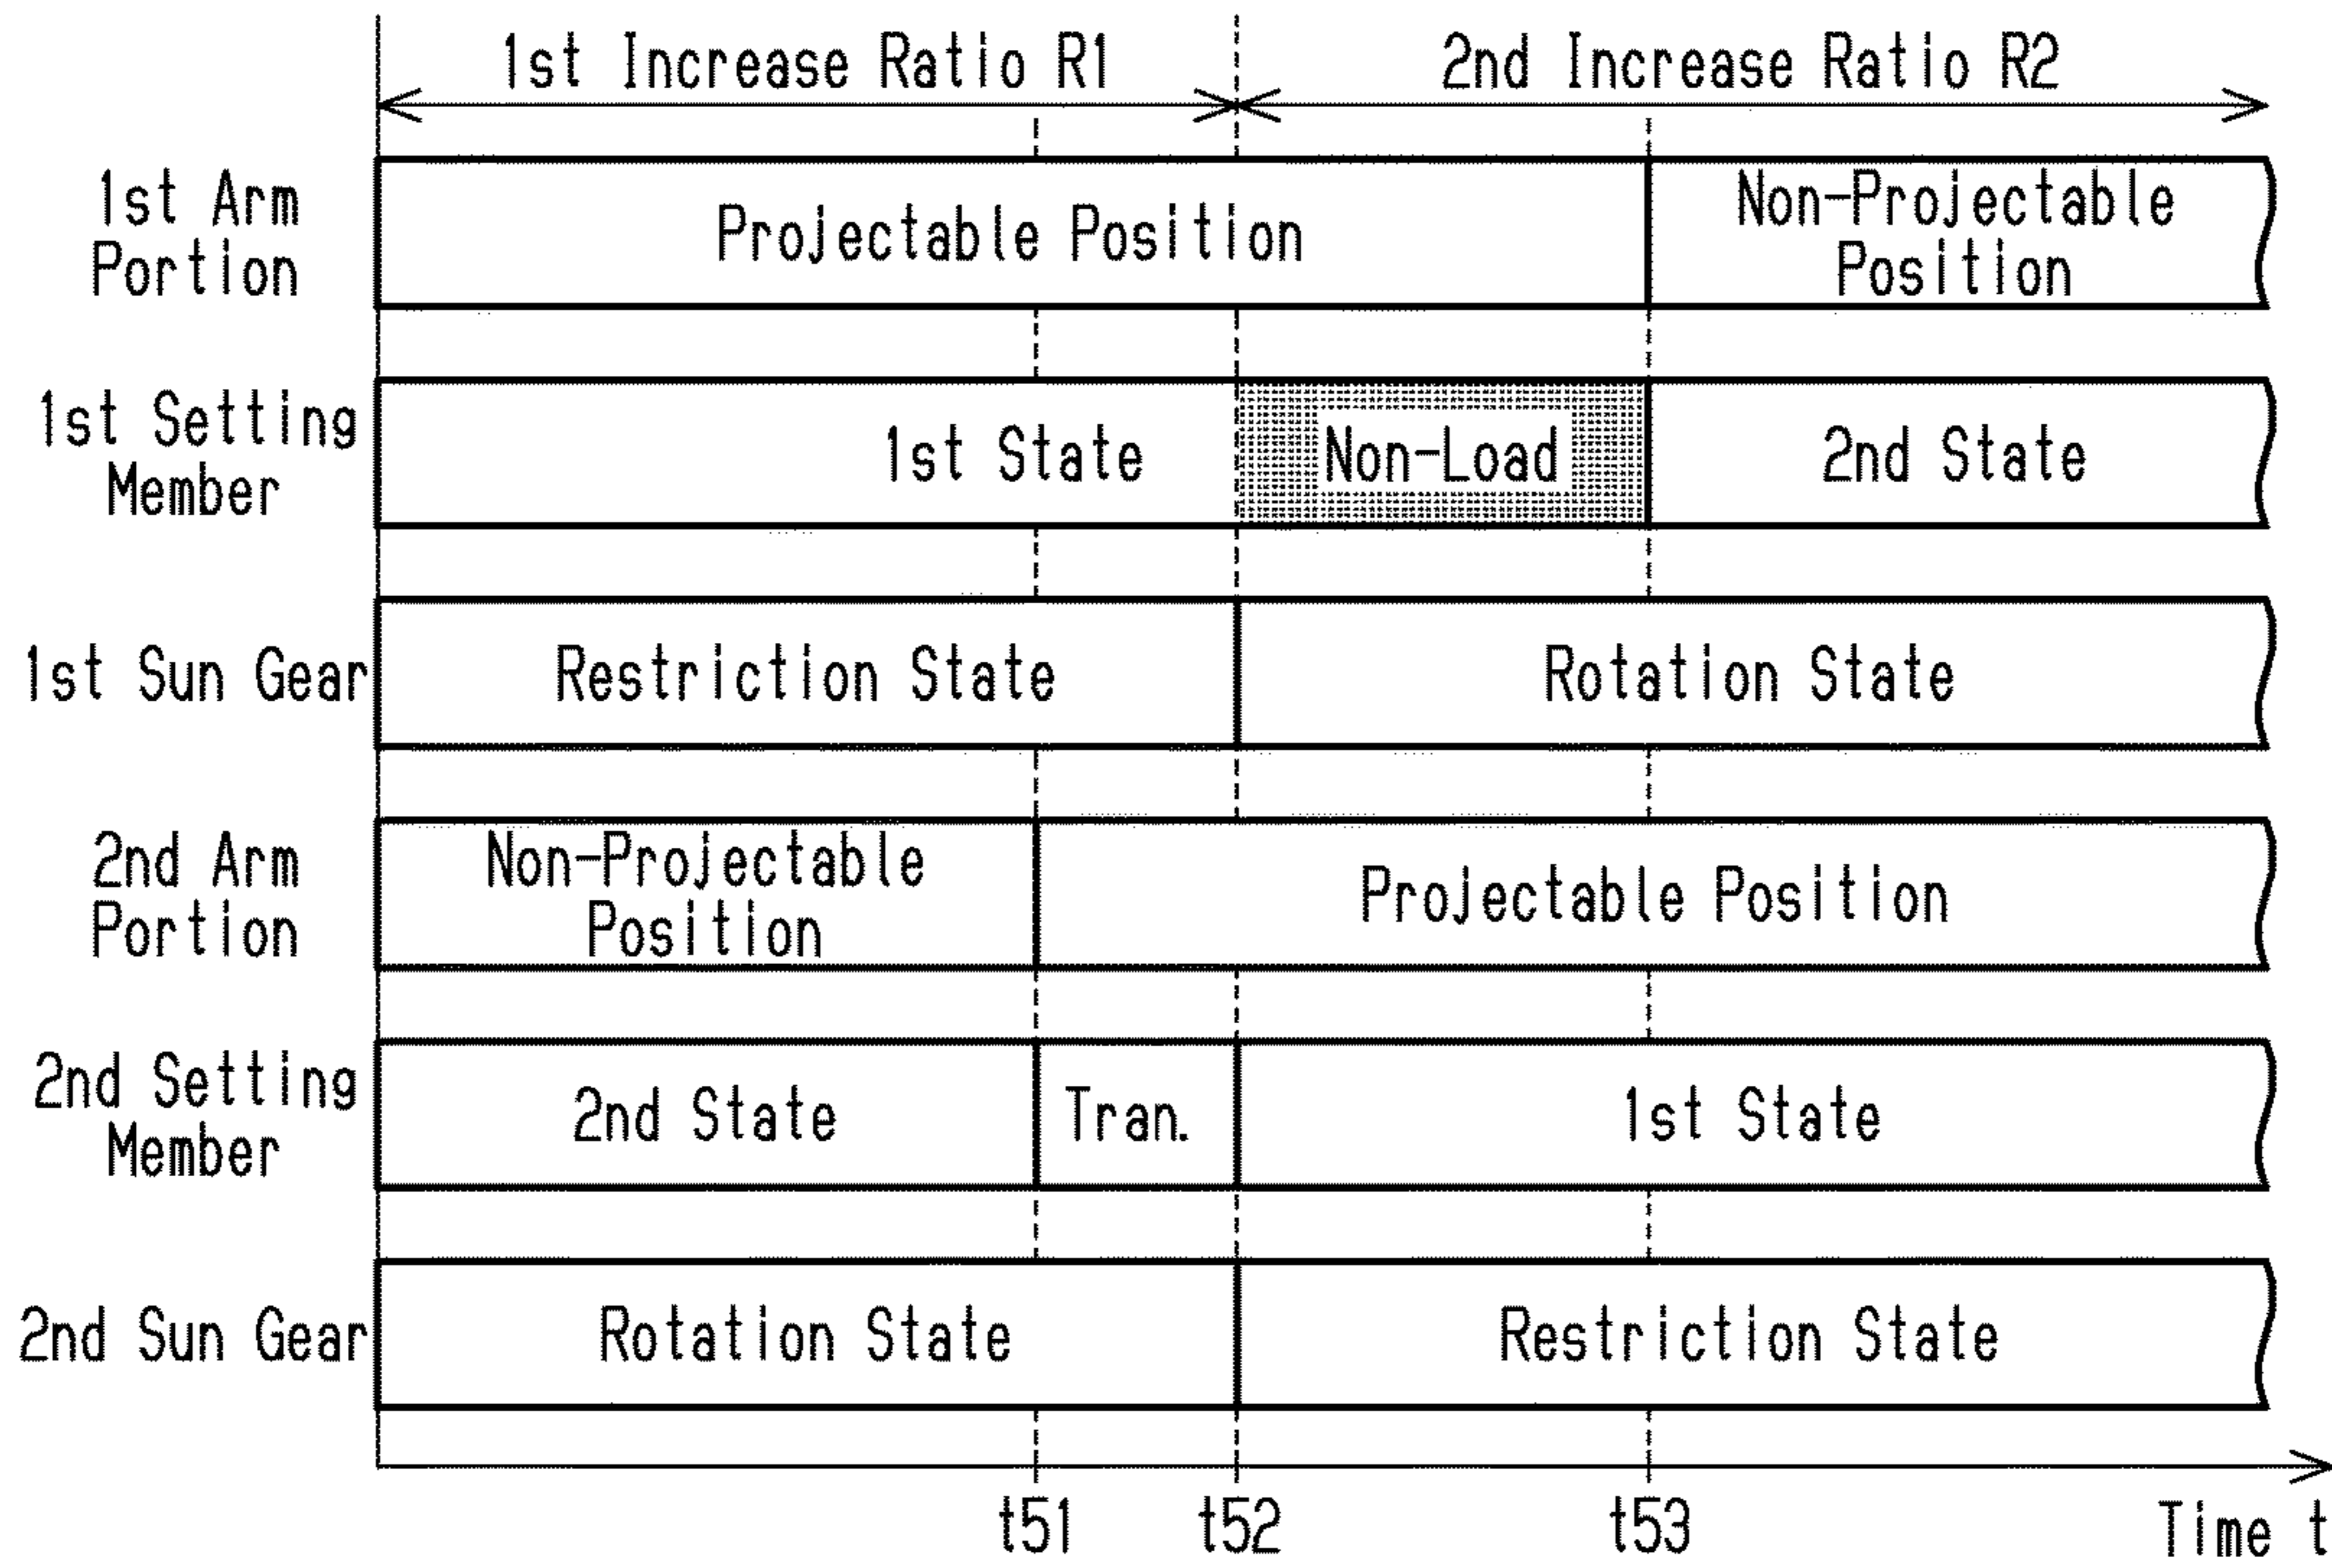 1st Increase Ratio R1
2nd Increase Ratio R2
1st Arm
Portion
Projectable Position
Non-Projectable
Position
1st Setting
Member
1st State
Non-Load
2nd State
1st Sun Gear
Restriction State
Rotation State
2nd Arm
Portion
Non-Projectable
Position
Projectable Position
2nd Setting
Member
2nd State
Tran.
1st State
2nd Sun Gear
Rotation State
Restriction State
t51
t52
t53
Time t